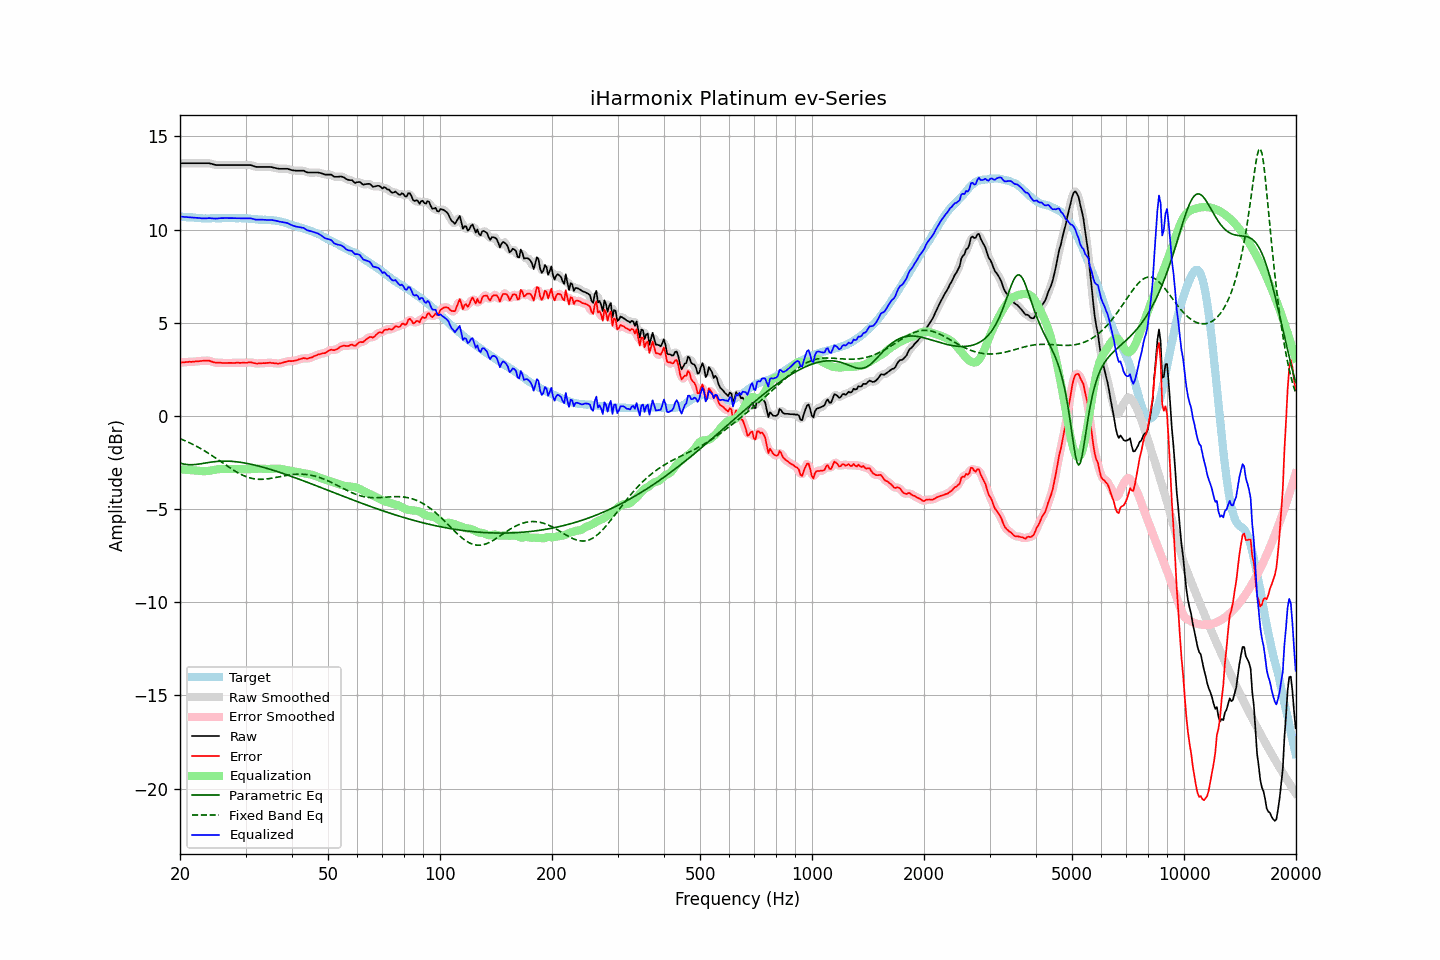 iHarmonix Platinum ev-Series
15
10
5
0
−5
−10
−15
−20
Amplitude (dBr)
Target
Raw Smoothed
Error Smoothed
Raw
Error
Equalization
Parametric Eq
Fixed Band Eq
Equalized
20 50 100 200 500 1000 2000 5000 10000 20000
Frequency (Hz)